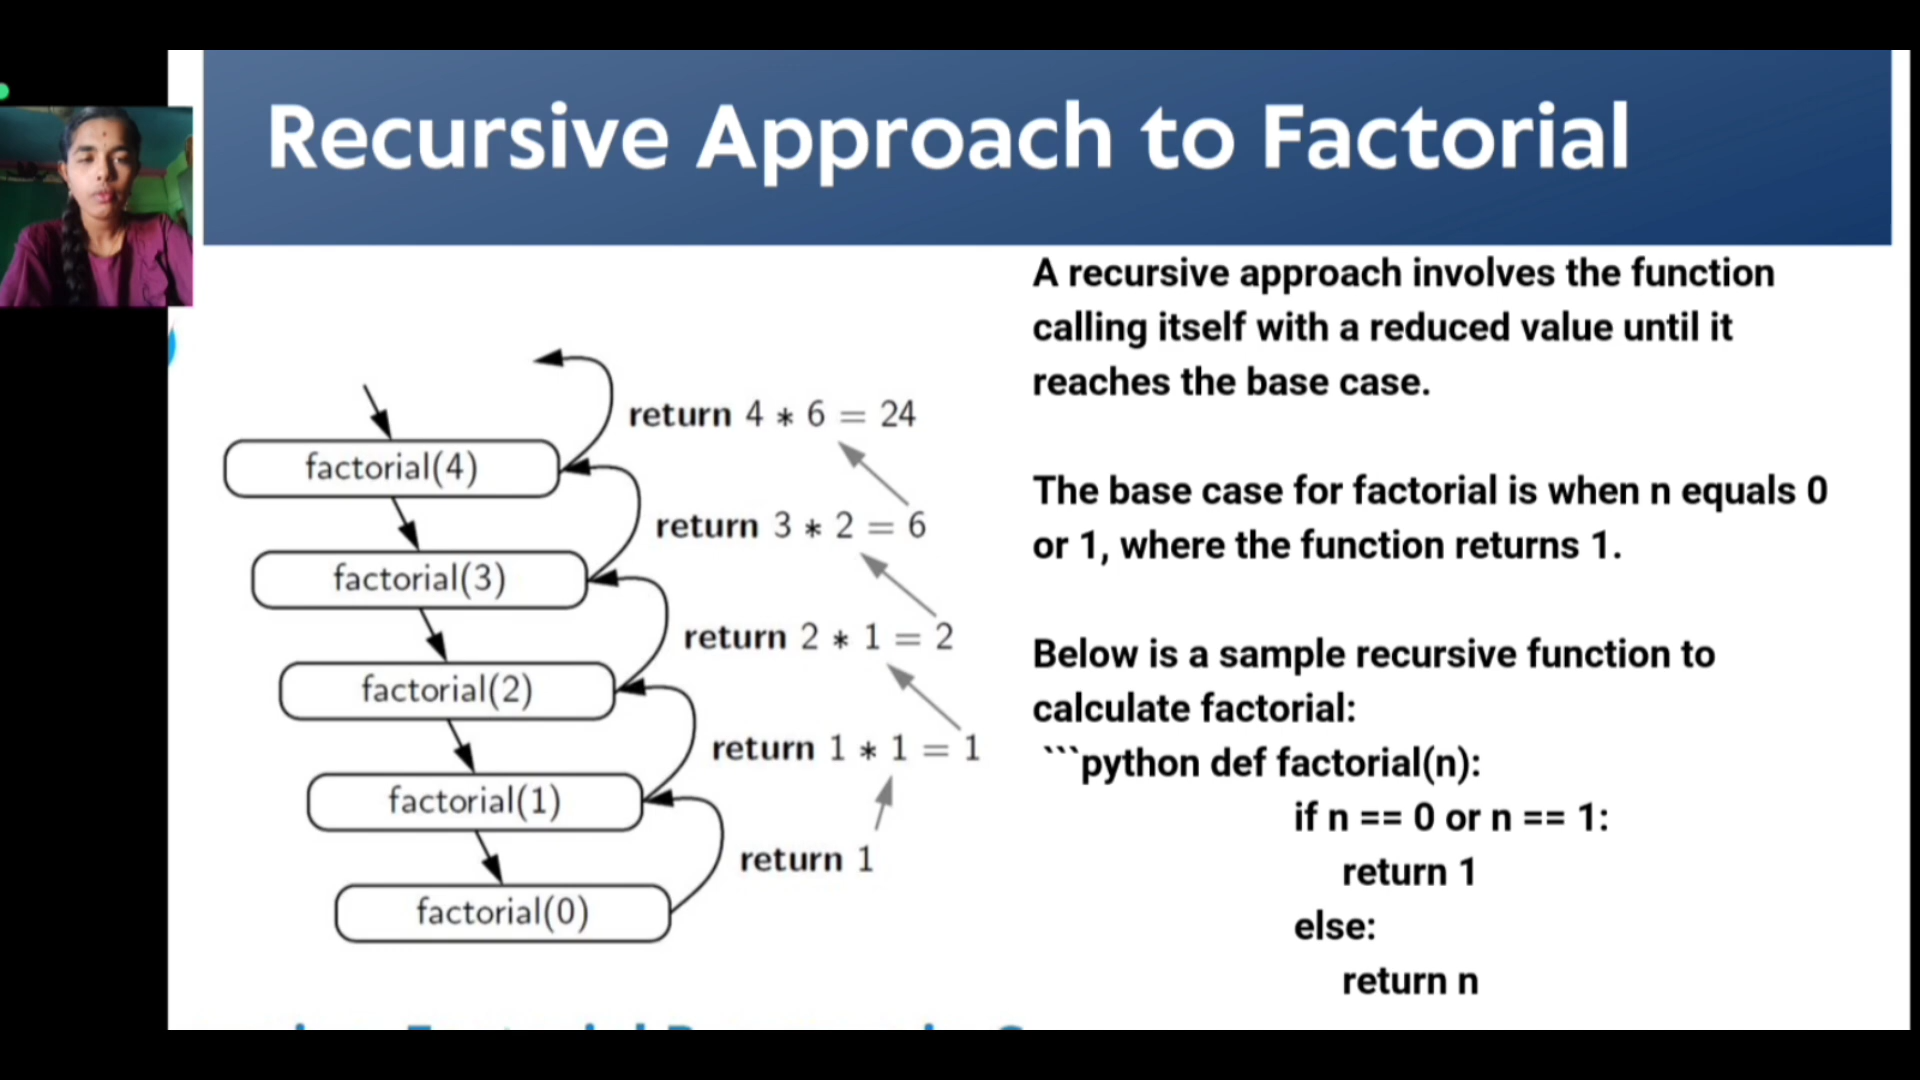 Recursive Approach to Factorial
return 4 * 6 = 24
factorial(4)
return 3 * 2 = 6
factorial(3)
return 2 * 1 = 2
factorial(2)
return 1 * 1 = 1
factorial(1)
return 1
factorial(0)
A recursive approach involves the function
calling itself with a reduced value until it
reaches the base case.
The base case for factorial is when n equals 0
or 1, where the function returns 1.
Below is a sample recursive function to
calculate factorial:
```python def factorial(n):
if n == 0 or n == 1:
return 1
else:
return n